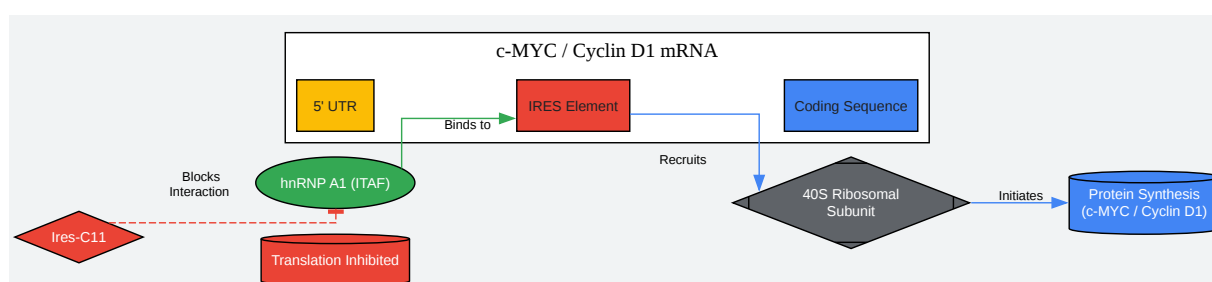 c-MYC / Cyclin D1 mRNA
5' UTR
IRES Element
Coding Sequence
Binds to
Blocks
Interaction
Recruits
hnRNP A1 (ITAF)
40S Ribosomal
Subunit
Initiates
Protein Synthesis
(c-MYC / Cyclin D1)
Ires-C11
Translation Inhibited